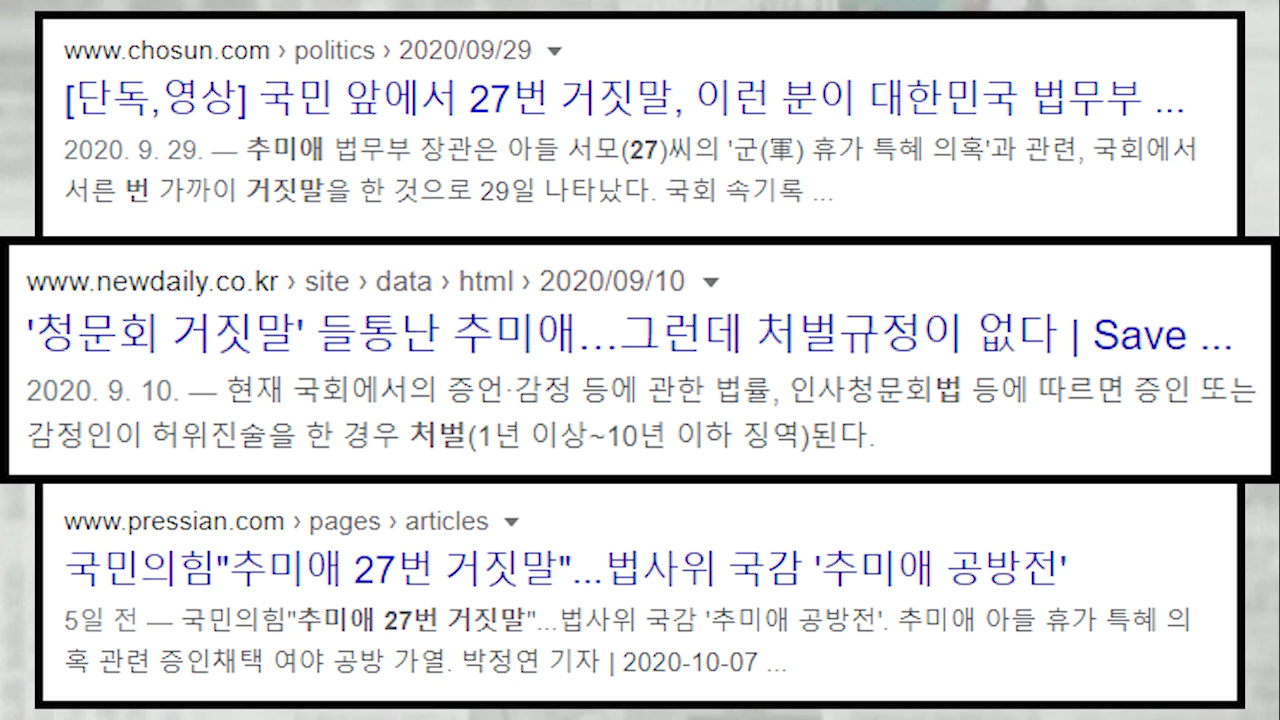 www.chosun.com › politics › 2020/09/29
[단독,영상] 국민 앞에서 27번 거짓말, 이런 분이 대한민국 법무부 ...
2020. 9. 29. — 추미애 법무부 장관은 아들 서모(27)씨의 '군(軍) 휴가 특혜 의혹'과 관련, 국회에서
서른 번 가까이 거짓말을 한 것으로 29일 나타났다. 국회 속기록 ...
www.newdaily.co.kr › site › data › html › 2020/09/10
'청문회 거짓말' 들통난 추미애...그런데 처벌규정이 없다 | Save ...
2020. 9. 10. — 현재 국회에서의 증언·감정 등에 관한 법률, 인사청문회법 등에 따르면 증인 또는
감정인이 허위진술을 한 경우 처벌(1년 이상~10년 이하 징역)된다.
www.pressian.com › pages › articles
국민의힘"추미애 27번 거짓말"...법사위 국감 '추미애 공방전'
5일 전 — 국민의힘"추미애 27번 거짓말"...법사위 국감 '추미애 공방전'. 추미애 아들 휴가 특혜 의
혹 관련 증인채택 여야 공방 가열. 박정연 기자 | 2020-10-07 ...